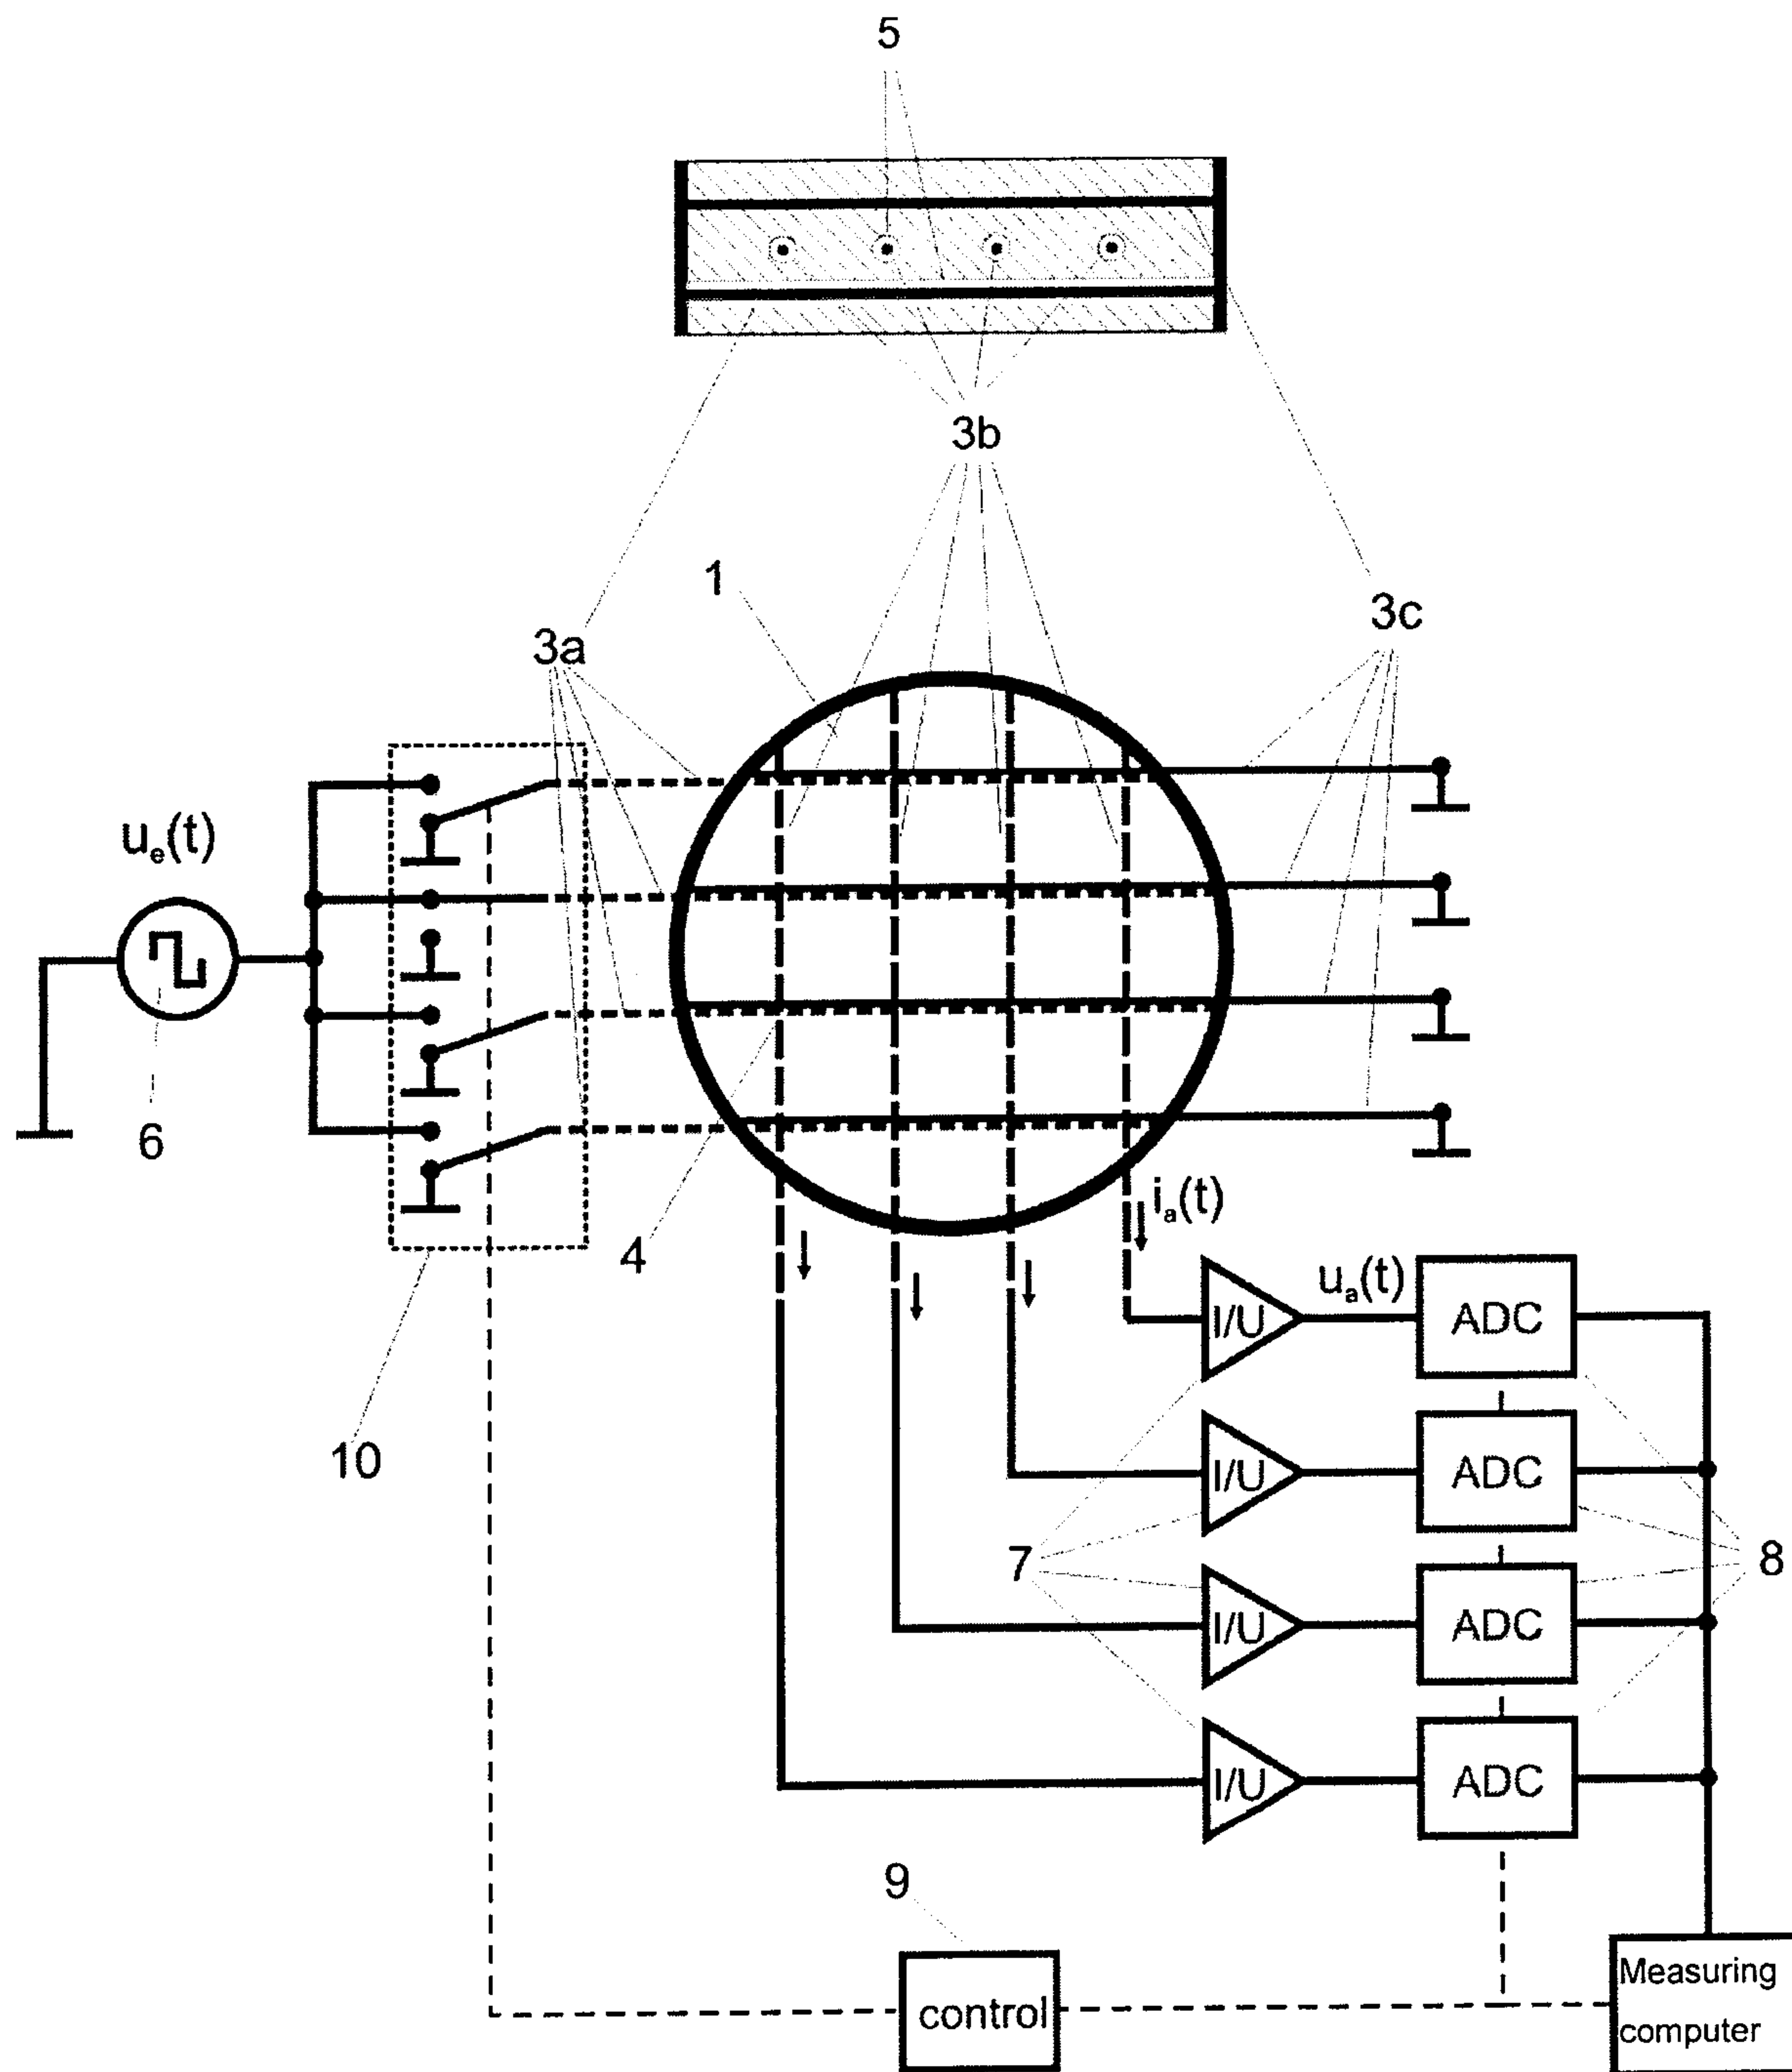 5
3b
1
3c
3a
uₑ(t)
6
4
iₐ(t)
10
I/U
uₐ(t)
ADC
I/U
ADC
7
8
I/U
ADC
I/U
ADC
9
control
Measuring
computer